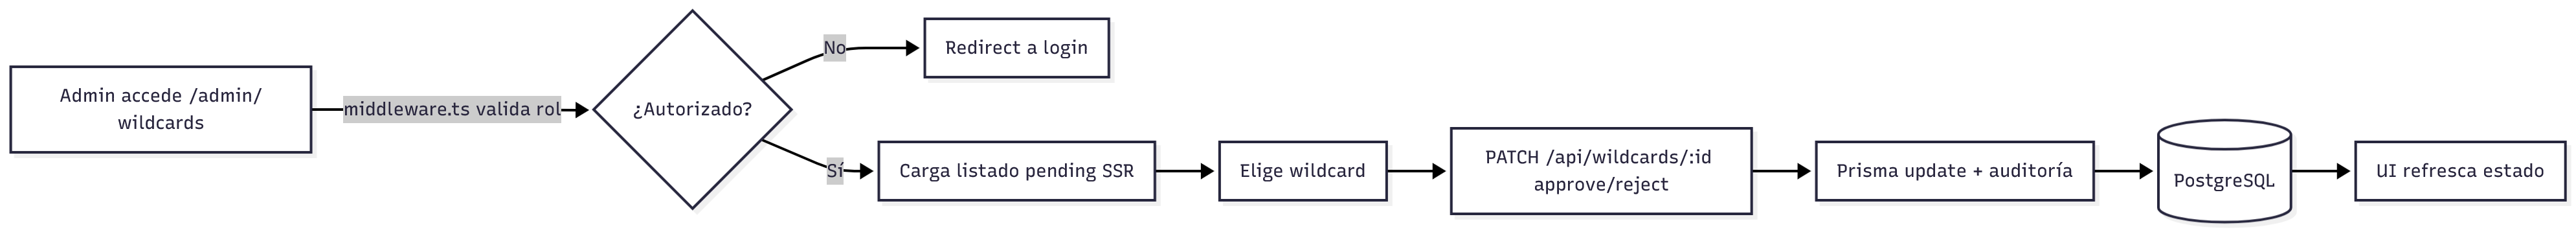 Admin accede /admin/
wildcards
middleware.ts valida rol
¿Autorizado?
No
Redirect a login
Sí
Carga listado pending SSR
Elige wildcard
PATCH /api/wildcards/:id
approve/reject
Prisma update + auditoría
PostgreSQL
UI refresca estado